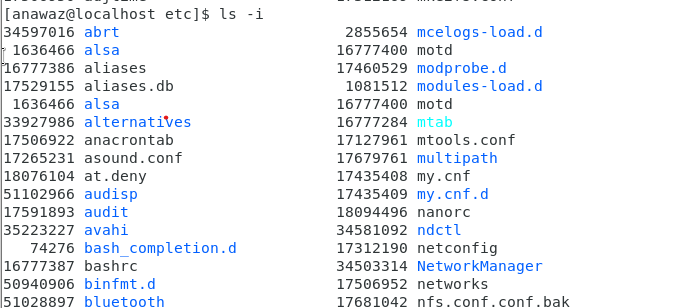 [anawaz@localhost etc]$ ls -i
34597016 abrt 2855654 mcelogs-load.d
1636466 alsa 16777400 motd
16777386 aliases 17460529 modprobe.d
17529155 aliases.db 1081512 modules-load.d
1636466 alsa 16777400 motd
33927986 alternatives 16777284 mtab
17506922 anacrontab 17127961 mtools.conf
17265231 asound.conf 17679761 multipath
18076104 at.deny 17435408 my.cnf
51102966 audisp 17435409 my.cnf.d
17591893 audit 18094496 nanorc
35223227 avahi 34581092 ndctl
74276 bash_completion.d 17312190 netconfig
16777387 bashrc 34503314 NetworkManager
50940906 binfmt.d 17506952 networks
51028897 bluetooth 17681042 nfs.conf.conf.bak